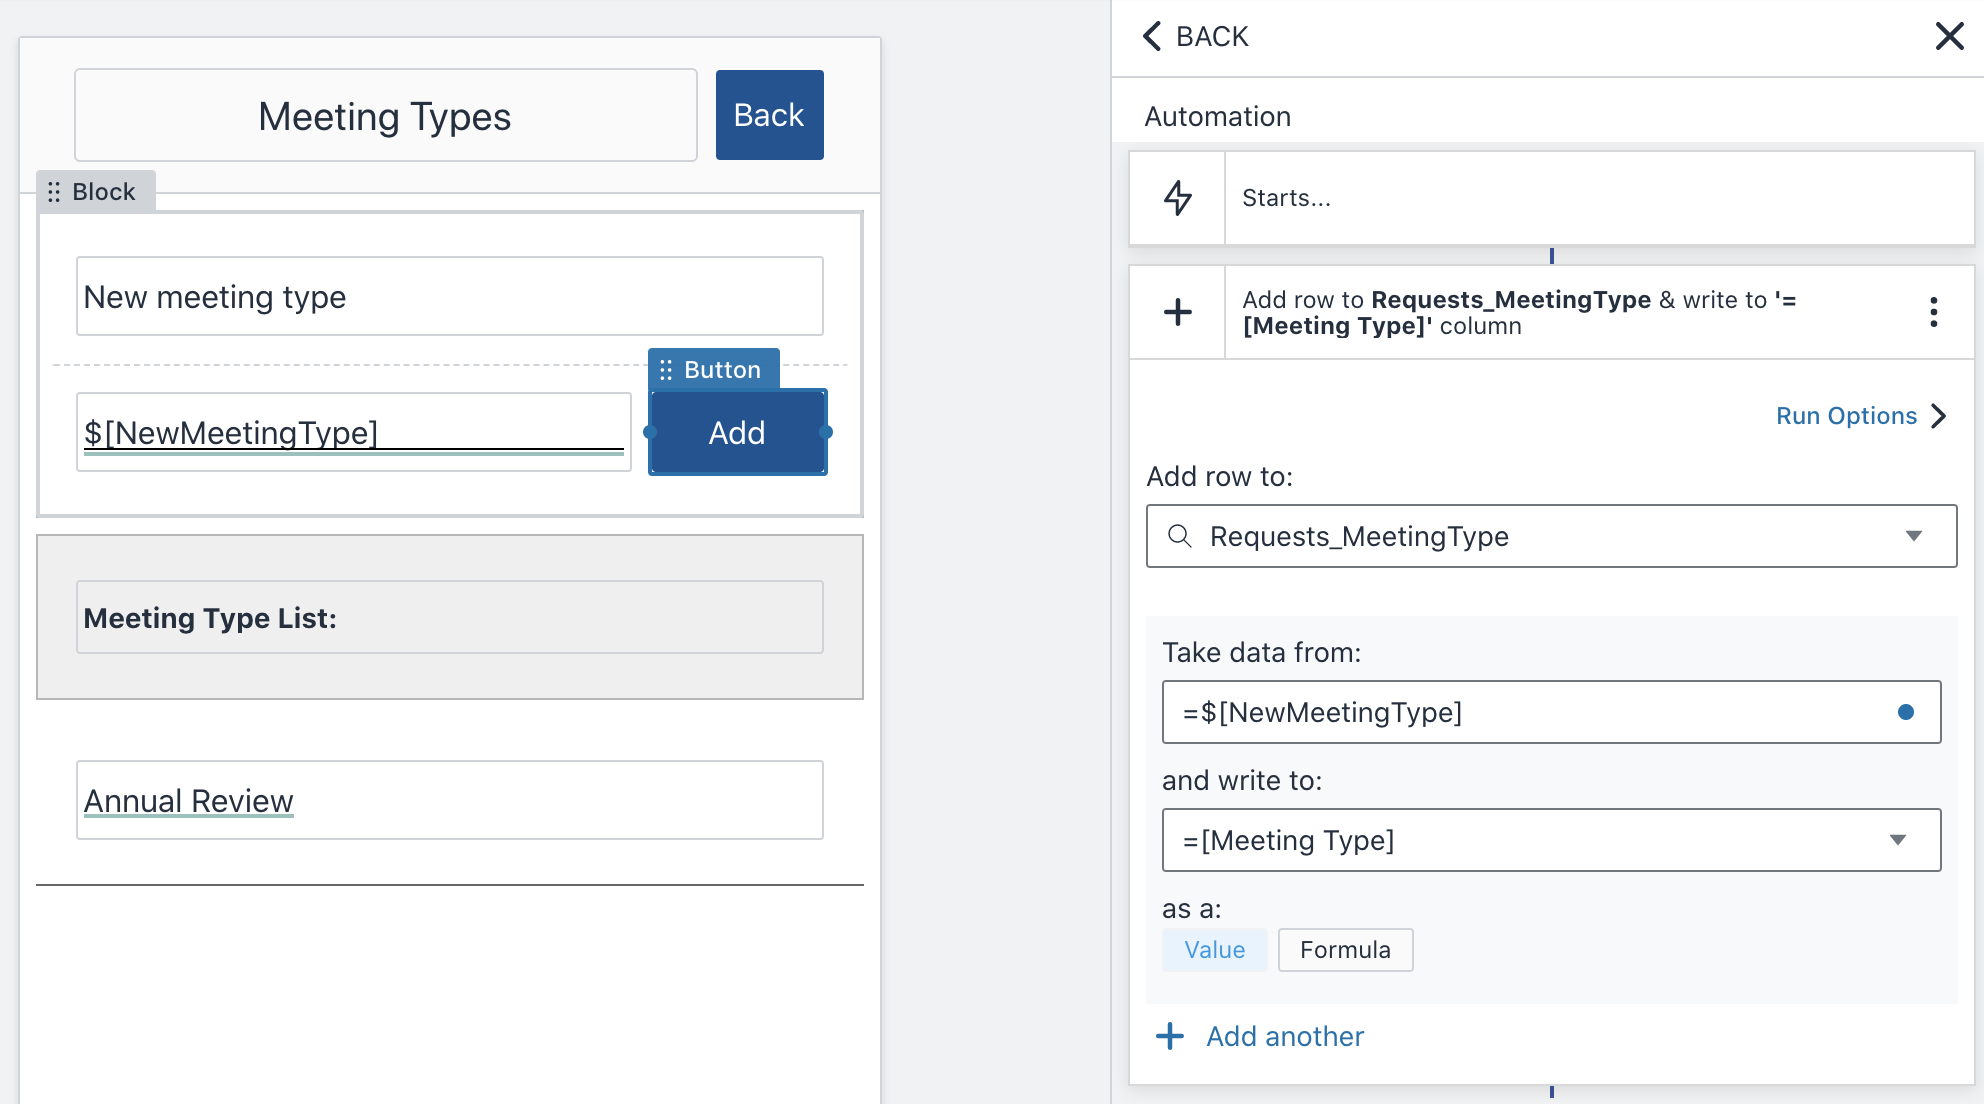 Meeting Types
Back
Block
New meeting type
Button
$[NewMeetingType]
Add
Meeting Type List:
Annual Review
BACK
Automation
Starts...
Add row to Requests_MeetingType & write to '=
[Meeting Type]' column
Run Options
Add row to:
Requests_MeetingType
Take data from:
=$[NewMeetingType]
and write to:
=[Meeting Type]
as a:
Value
Formula
Add another